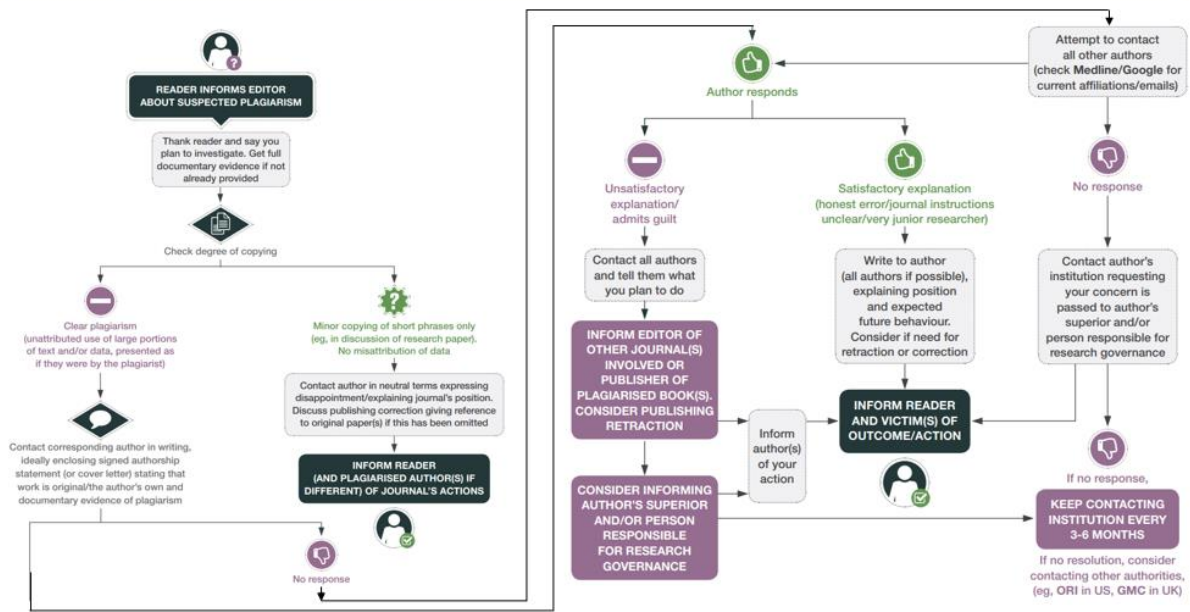 READER INFORMS EDITOR
ABOUT SUSPECTED PLAGIARISM
Thank reader and say you
plan to investigate. Get full
documentary evidence if not
already provided
Check degree of copying
Clear plagiarism
(unattributed use of large portions
of text and/or data, presented as
if they were by the plagiarist)
Minor copying of short phrases only
(eg, in discussion of research paper).
No misattribution of data
Contact author in neutral terms expressing
disappointment/explaining journal's position.
Discuss publishing correction giving reference
to original paper(s) if this has been omitted
Contact corresponding author in writing,
ideally enclosing signed authorship
statement (or cover letter) stating that
work is original/the author's own and
documentary evidence of plagiarism
INFORM READER
(AND PLAGIARISED AUTHOR(S) IF
DIFFERENT) OF JOURNAL'S ACTIONS
No response
Author responds
Attempt to contact
all other authors
(check Medline/Google for
current affiliations/emails)
Unsatisfactory
explanation/
admits guilt
Satisfactory explanation
(honest error/journal instructions
unclear/very junior researcher)
No response
Contact all authors
and tell them what
you plan to do
Write to author
(all authors if possible),
explaining position
and expected
future behaviour.
Consider if need for
retraction or correction
Contact author's
institution requesting
your concern is
passed to author's
superior and/or
person responsible for
research governance
INFORM EDITOR OF
OTHER JOURNAL(S)
INVOLVED OR
PUBLISHER OF
PLAGIARISED BOOK(S).
CONSIDER PUBLISHING
RETRACTION
Inform
author(s)
of your
action
INFORM READER
AND VICTIM(S) OF
OUTCOME/ACTION
CONSIDER INFORMING
AUTHOR'S SUPERIOR
AND/OR PERSON
RESPONSIBLE
FOR RESEARCH
GOVERNANCE
If no response,
KEEP CONTACTING
INSTITUTION EVERY
3-6 MONTHS
If no resolution, consider
contacting other authorities,
(eg, ORI in US, GMC in UK)